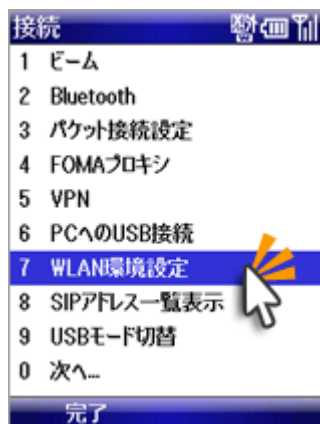 接続
1 ビーム
2 Bluetooth
3 パケット接続設定
4 FOMAプロキシ
5 VPN
6 PCへのUSB接続
7 WLAN環境設定
8 SIPアドレス一覧表示
9 USBモード切替
0 次へ...
完了